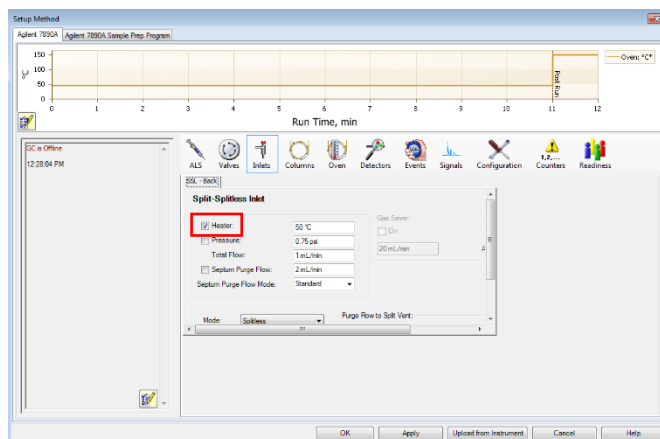 Setup Method
Agilent 7890A Agilent 7890A Sample Prep Program
150
100
50
0
°C
0 1 2 3 4 5 6 7 8 9 10 11 12
Run Time, min
Post Run
Oven: °C*
GC is Offline
12:28:04 PM
ALS Valves Inlets Columns Oven Detectors Events Signals Configuration Counters Readiness
1,2,...
SSL - Back
Split-Splitless Inlet
Heater: 50 °C
Pressure: 0.75 psi
Total Flow: 1 mL/min
Septum Purge Flow: 2 mL/min
Septum Purge Flow Mode: Standard
Gas Saver:
On
20 mL/min
A
Mode: Splitless
Purge Flow to Split Vent:
OK Apply Upload from Instrument Cancel Help